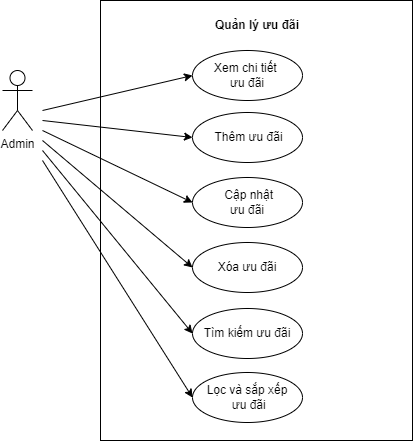 Quản lý ưu đãi
Xem chi tiết
ưu đãi
Admin
Thêm ưu đãi
Cập nhật
ưu đãi
Xóa ưu đãi
Tìm kiếm ưu đãi
Lọc và sắp xếp
ưu đãi